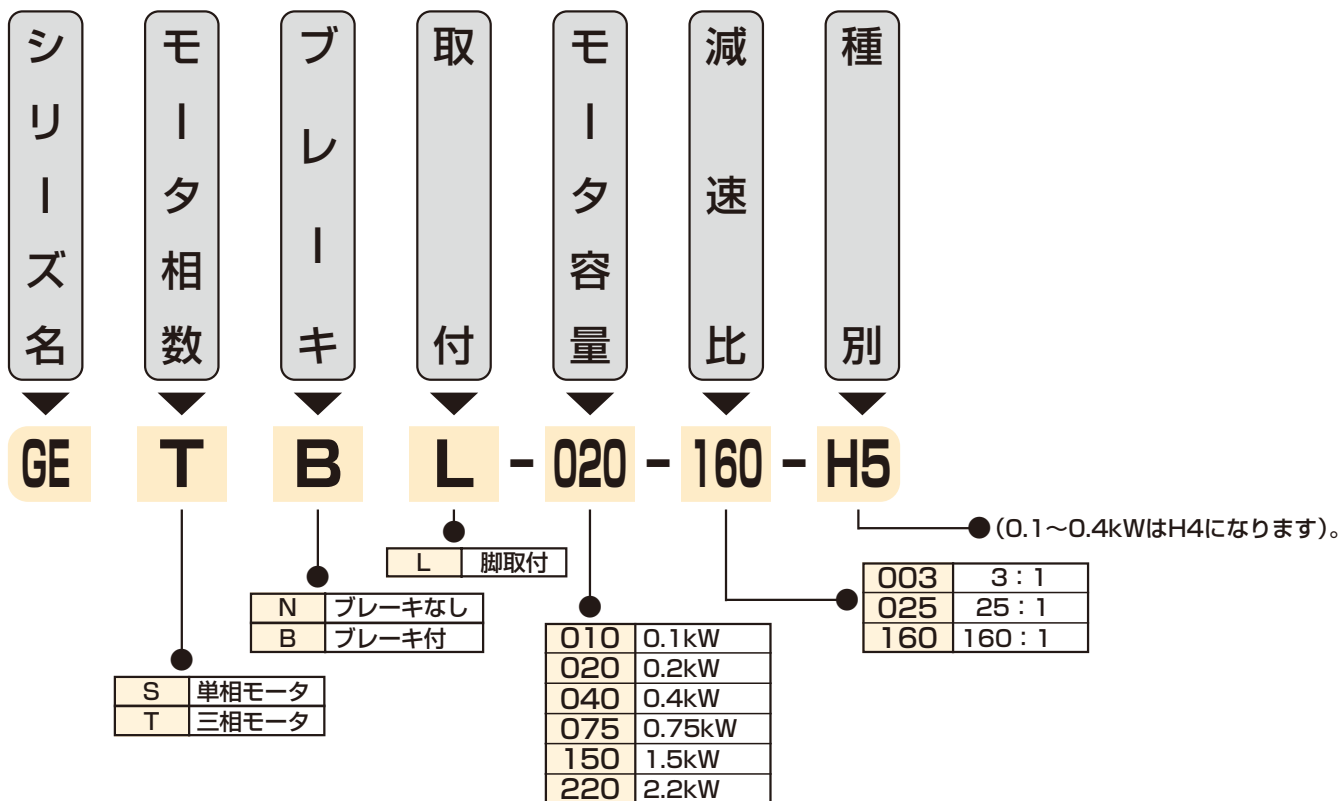 シリーズ名
モータ相数
ブレーキ
取付
モータ容量
減速比
種別
GE T B L - 020 - 160 - H5
(0.1～0.4kWはH4になります)。
L 脚取付
N ブレーキなし
B ブレーキ付
S 単相モータ
T 三相モータ
010 0.1kW
020 0.2kW
040 0.4kW
075 0.75kW
150 1.5kW
220 2.2kW
003 3：1
025 25：1
160 160：1